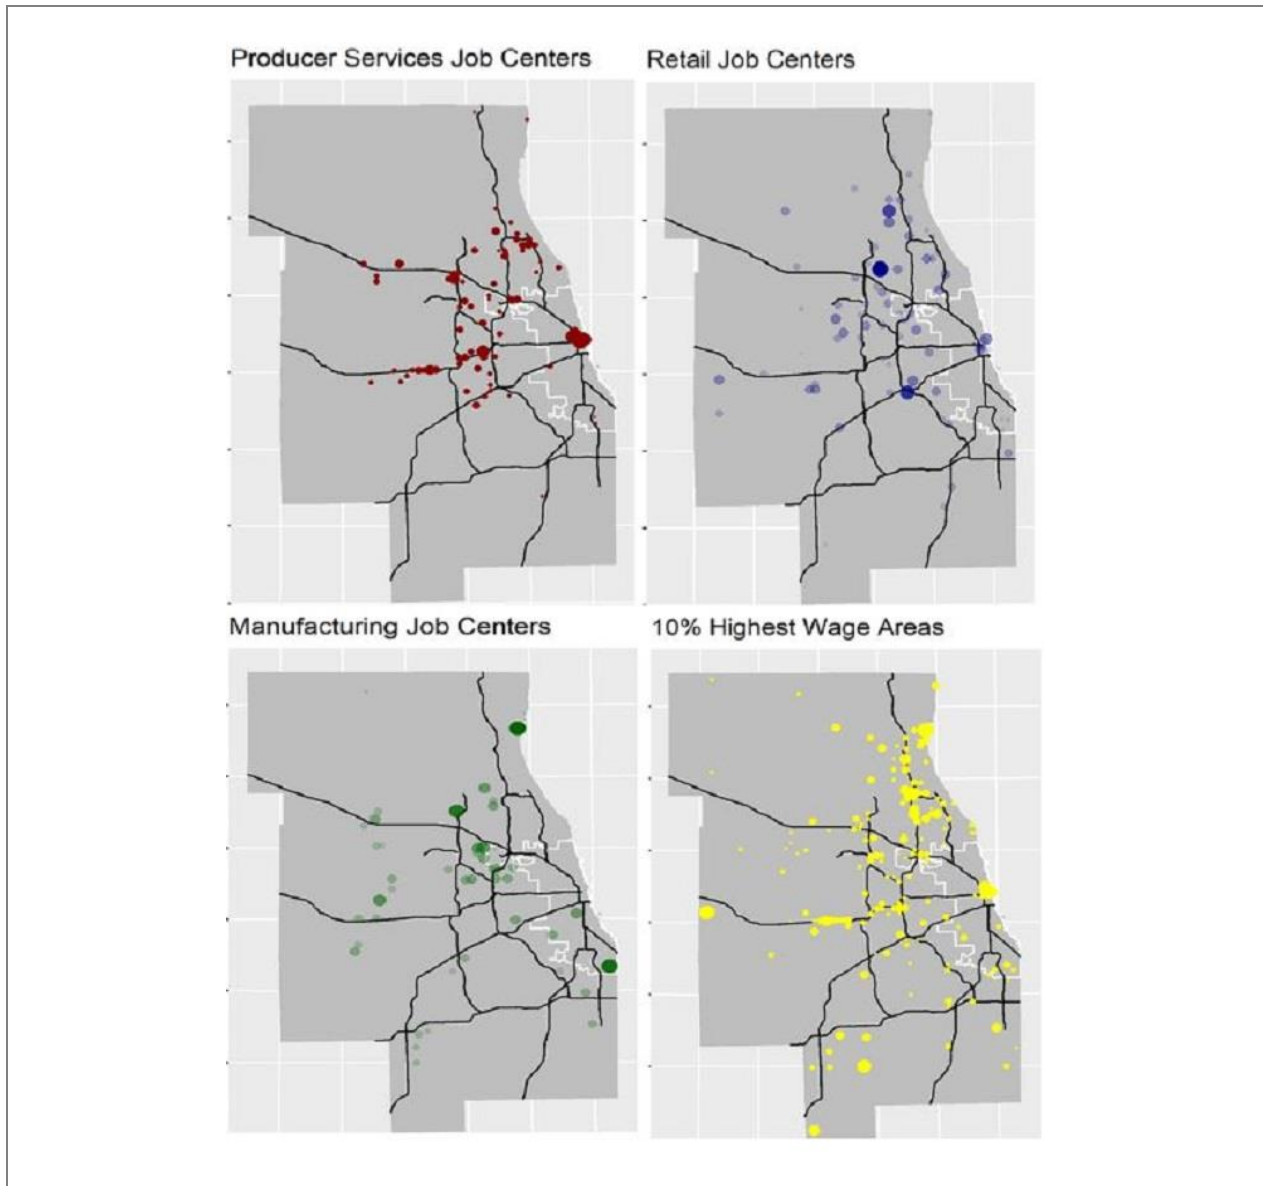 Producer Services Job Centers
Retail Job Centers
Manufacturing Job Centers
10% Highest Wage Areas